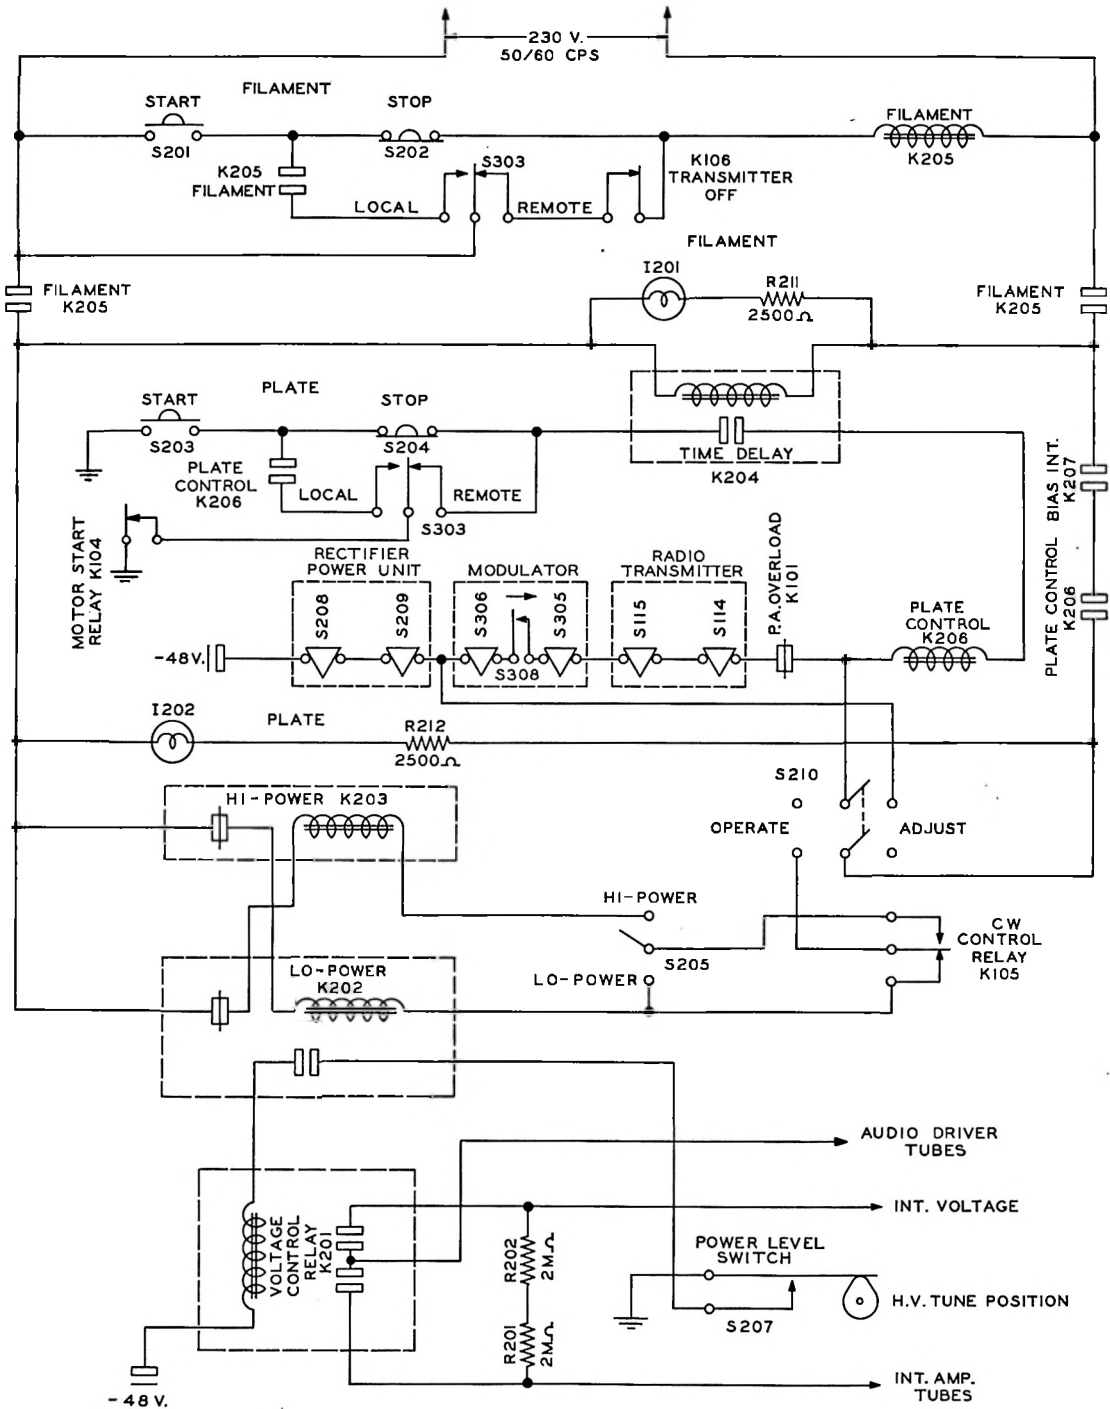 230 V.
50/60 CPS
FILAMENT
START
STOP
FILAMENT
S201
S202
K205
K205
FILAMENT
S303
K106
TRANSMITTER
OFF
LOCAL
REMOTE
FILAMENT
I201
R211
2500Ω
FILAMENT
K205
FILAMENT
K205
PLATE
START
STOP
S203
S204
TIME DELAY
K204
PLATE
CONTROL
K206
LOCAL
REMOTE
S303
BIAS INT.
K207
MOTOR START
RELAY K104
RECTIFIER
POWER UNIT
MODULATOR
RADIO
TRANSMITTER
P.A. OVERLOAD
K101
S208
S209
S306
S305
S115
S114
S308
PLATE
CONTROL
K206
PLATE CONTROL
K206
-48V.
I202
PLATE
R212
2500Ω
S210
HI-POWER K203
OPERATE
ADJUST
HI-POWER
S205
LO-POWER
CW
CONTROL
RELAY
K105
LO-POWER
K202
AUDIO DRIVER
TUBES
VOLTAGE
CONTROL
RELAY
K201
INT. VOLTAGE
R202
2MΩ
POWER LEVEL
SWITCH
H.V. TUNE POSITION
S207
R201
2MΩ
INT. AMP.
TUBES
-48V.